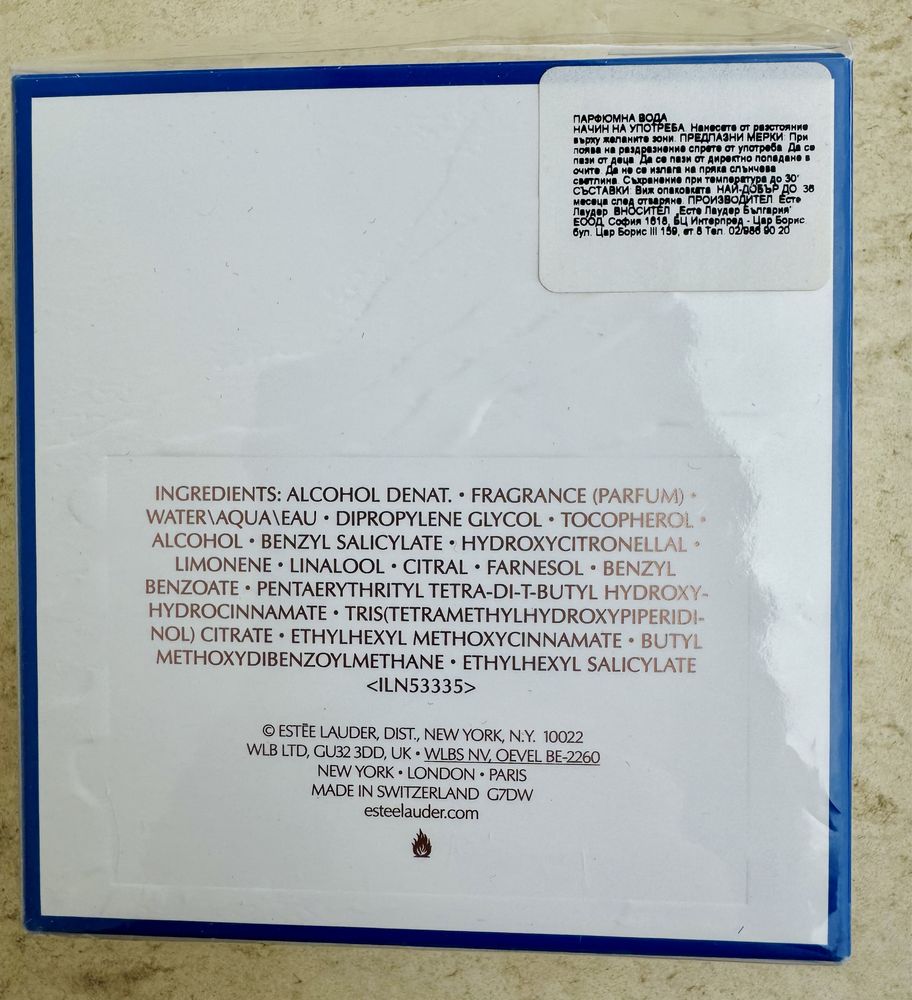 ПАРФЮМНА ВОДА
НАЧИН НА УПОТРЕБА: Нанесете от разстояние
върху желаните зони. ПРЕДПАЗНИ МЕРКИ: При
поява на раздразнение спрете от употреба. Да се
пази от деца. Да се пази от директно попадане в
очите. Да не се излага на пряка слънчева
светлина. Съхранение при температура до 30°
СЪСТАВКИ: Виж опаковката. НАЙ-ДОБЪР ДО: 36
месеца след отваряне. ПРОИЗВОДИТЕЛ: Есте
Лаудер. ВНОСИТЕЛ: „Есте Лаудер България"
ЕООД, София 1618, БЦ Интерпред - Цар Борис
бул. Цар Борис III 159, ет 8 Тел. 02/986 90 20
INGREDIENTS: ALCOHOL DENAT. • FRAGRANCE (PARFUM) •
WATER\AQUA\EAU • DIPROPYLENE GLYCOL • TOCOPHEROL •
ALCOHOL • BENZYL SALICYLATE • HYDROXYCITRONELLAL •
LIMONENE • LINALOOL • CITRAL • FARNESOL • BENZYL
BENZOATE • PENTAERYTHRITYL TETRA-DI-T-BUTYL HYDROXY-
HYDROCINNAMATE • TRIS(TETRAMETHYLHYDROXYPIPERIDI-
NOL) CITRATE • ETHYLHEXYL METHOXYCINNAMATE • BUTYL
METHOXYDIBENZOYLMETHANE • ETHYLHEXYL SALICYLATE
<ILN53335>
© ESTĒE LAUDER, DIST., NEW YORK, N.Y. 10022
WLB LTD, GU32 3DD, UK • WLBS NV, OEVEL BE-2260
NEW YORK • LONDON • PARIS
MADE IN SWITZERLAND G7DW
esteelauder.com